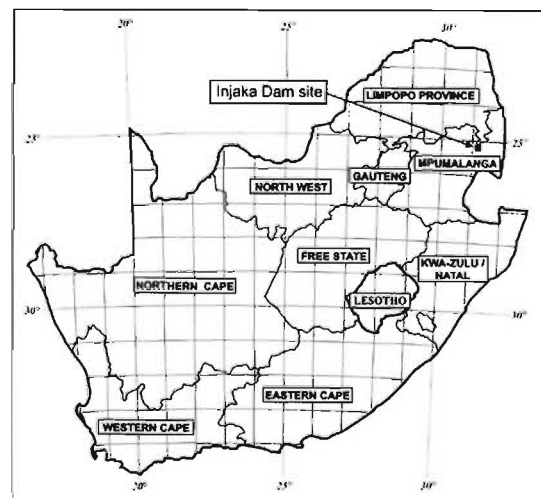 20°
25°
30°
Injaka Dam site
LIMPOPO PROVINCE
25°
25°
MPUMALANGA
GAUTENG
NORTH WEST
FREE STATE
KWA-ZULU /
NATAL
NORTHERN CAPE
LESOTHO
30°
30°
EASTERN CAPE
WESTERN CAPE
20°
25°
30°